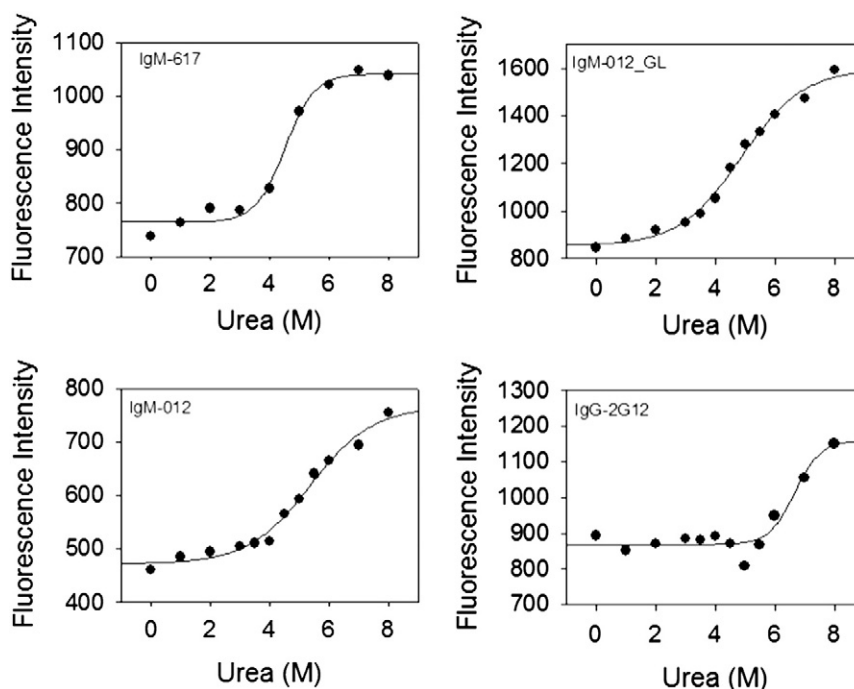 IgM-617
Fluorescence Intensity
1100
1000
900
800
700
0 2 4 6 8
Urea (M)
IgM-012_GL
Fluorescence Intensity
1600
1400
1200
1000
800
0 2 4 6 8
Urea (M)
IgM-012
Fluorescence Intensity
800
700
600
500
400
0 2 4 6 8
Urea (M)
IgG-2G12
Fluorescence Intensity
1300
1200
1100
1000
900
800
700
0 2 4 6 8
Urea (M)